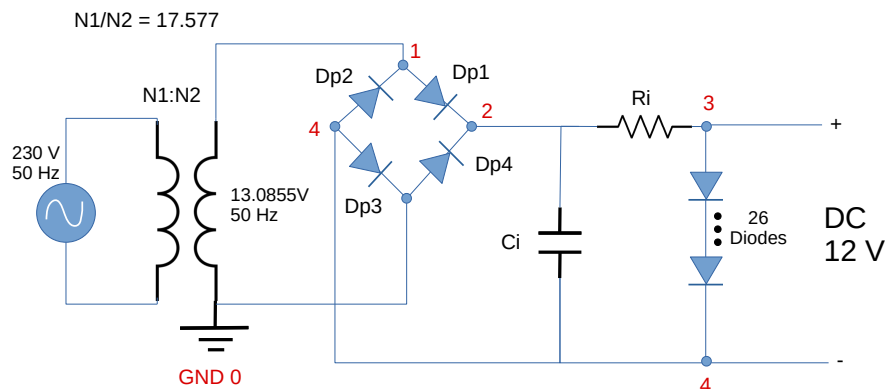 N1/N2 = 17.577
1
Dp2
Dp1
N1:N2
4
2
Ri
3
+
230 V
50 Hz
13.0855V
50 Hz
Dp3
Dp4
Ci
26
Diodes
DC
12 V
-
GND 0
4